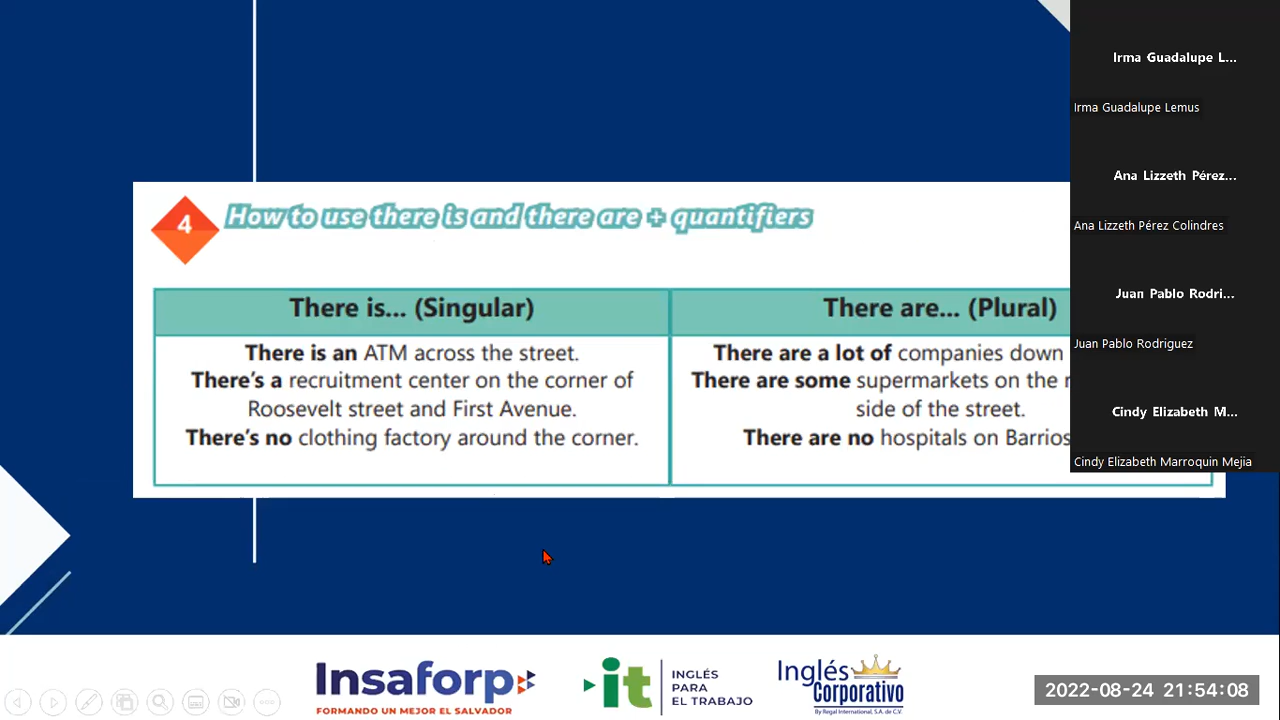 4
How to use there is and there are + quantifiers
There is... (Singular)
There is an ATM across the street.
There's a recruitment center on the corner of
Roosevelt street and First Avenue.
There's no clothing factory around the corner.
There are... (Plural)
There are a lot of companies down
There are some supermarkets on the
side of the street.
There are no hospitals on Barrios
Irma Guadalupe L...
Irma Guadalupe Lemus
Ana Lizzeth Pérez...
Ana Lizzeth Pérez Colindres
Juan Pablo Rodri...
Juan Pablo Rodriguez
Cindy Elizabeth M...
Cindy Elizabeth Marroquin Mejia
Insaforp
FORMANDO UN MEJOR EL SALVADOR
it
INGLÉS
PARA
EL TRABAJO
Inglés
Corporativo
By Regal International, S.A. de C.V.
2022-08-24 21:54:08